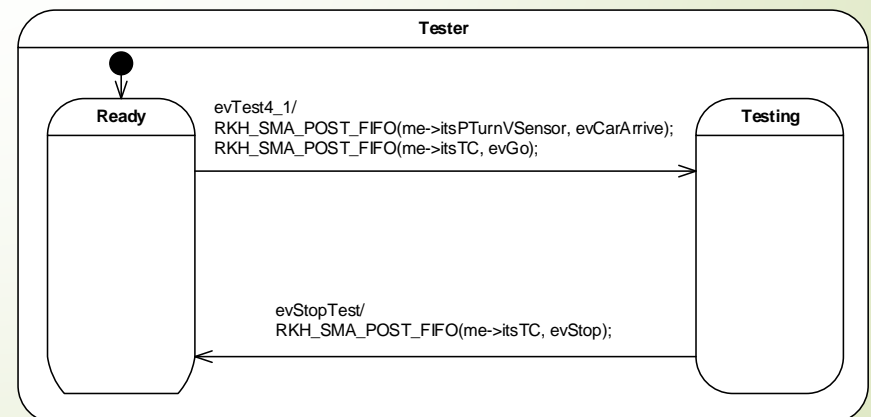 Tester
Ready
evTest4_1/
RKH_SMA_POST_FIFO(me->itsPTurnVSensor, evCarArrive);
RKH_SMA_POST_FIFO(me->itsTC, evGo);
Testing
evStopTest/
RKH_SMA_POST_FIFO(me->itsTC, evStop);